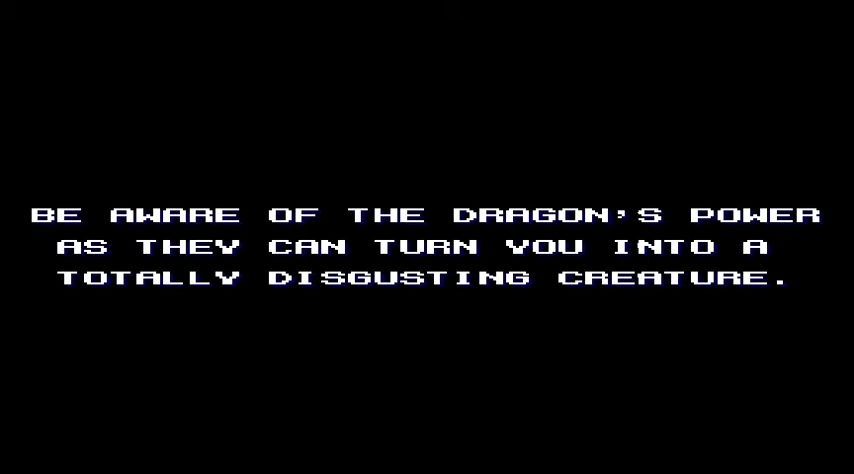 BE AWARE OF THE DRAGON'S POWER
AS THEY CAN TURN YOU INTO A
TOTALLY DISGUSTING CREATURE.